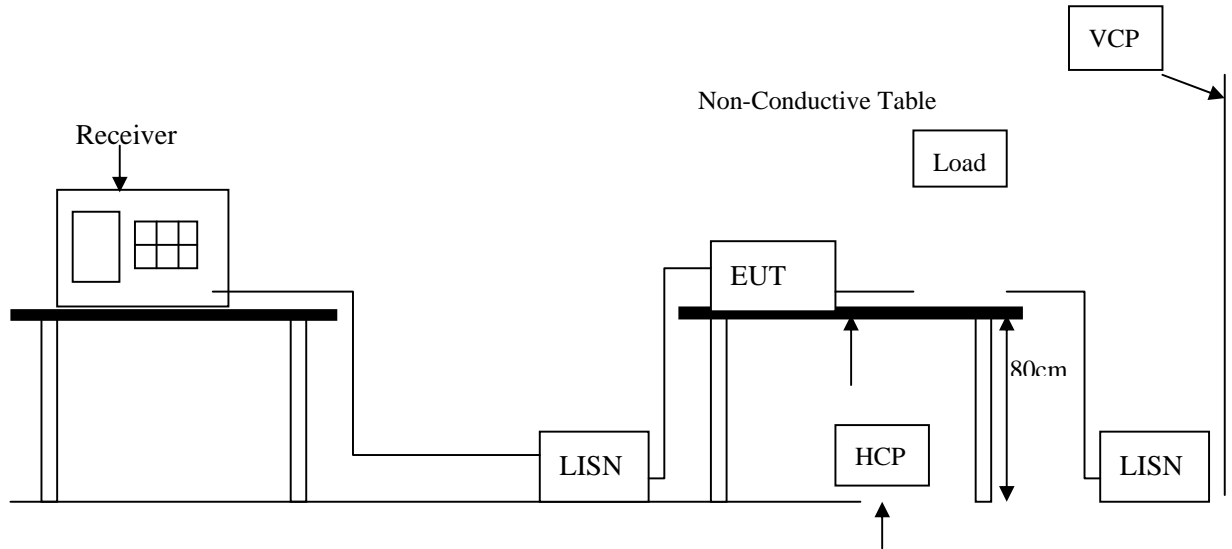 VCP
Non-Conductive Table
Receiver
Load
EUT
80cm
HCP
LISN
LISN